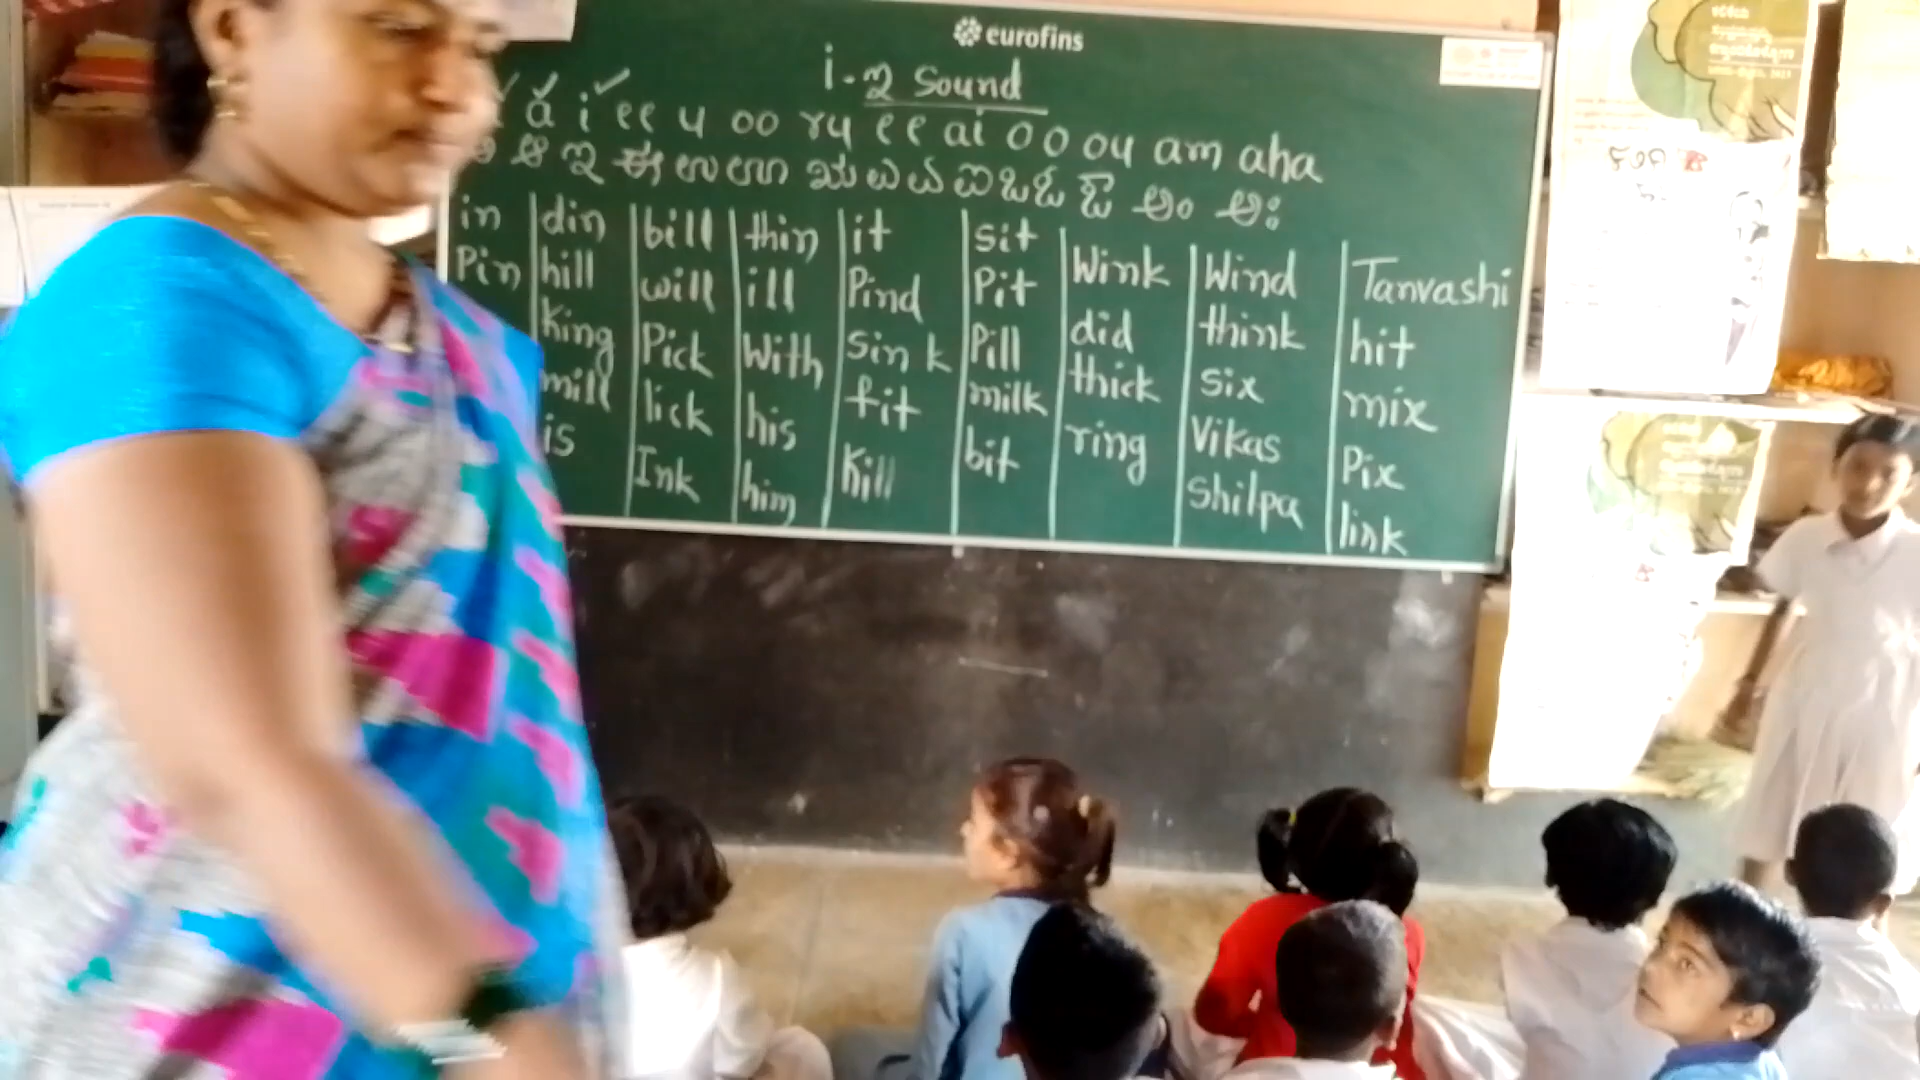 eurofins
i - ಇ Sound
a i ee u oo ru e e ai o o ou am aha
ಆ ಇ ಈ ಉ ಊ ಋ ಎ ಏ ಐ ಒ ಓ ಔ ಅಂ ಅಃ
in din bill thin it sit Wink Wind Tanvashi
Pin hill will ill Pind Pit did think hit
King Pick With sink Pill thick six mix
mill lick his fit milk ring Vikas Pix
is Ink him Kill bit Shilpa link